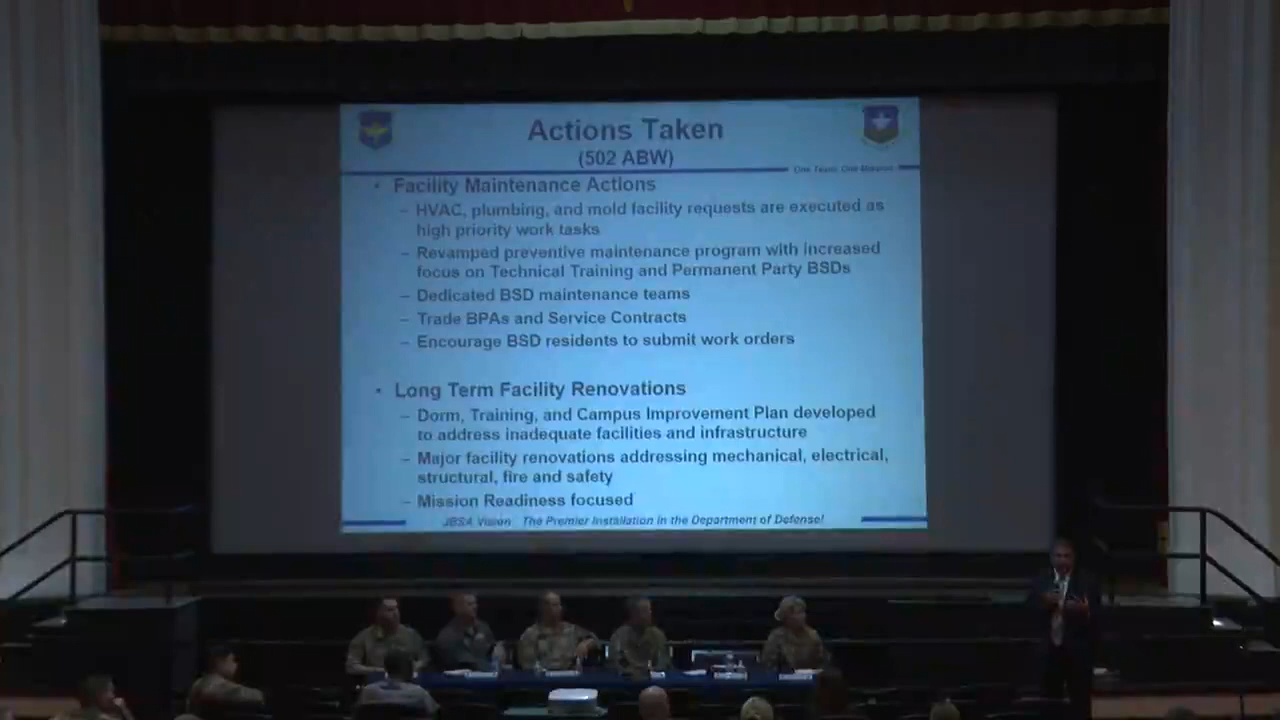 Actions Taken
(502 ABW)
One Team, One Mission
• Facility Maintenance Actions
– HVAC, plumbing, and mold facility requests are executed as
high priority work tasks
– Revamped preventive maintenance program with increased
focus on Technical Training and Permanent Party BSDs
– Dedicated BSD maintenance teams
– Trade BPAs and Service Contracts
– Encourage BSD residents to submit work orders
• Long Term Facility Renovations
– Dorm, Training, and Campus Improvement Plan developed
to address inadequate facilities and infrastructure
– Major facility renovations addressing mechanical, electrical,
structural, fire and safety
– Mission Readiness focused
JBSA Vision: The Premier Installation in the Department of Defense!